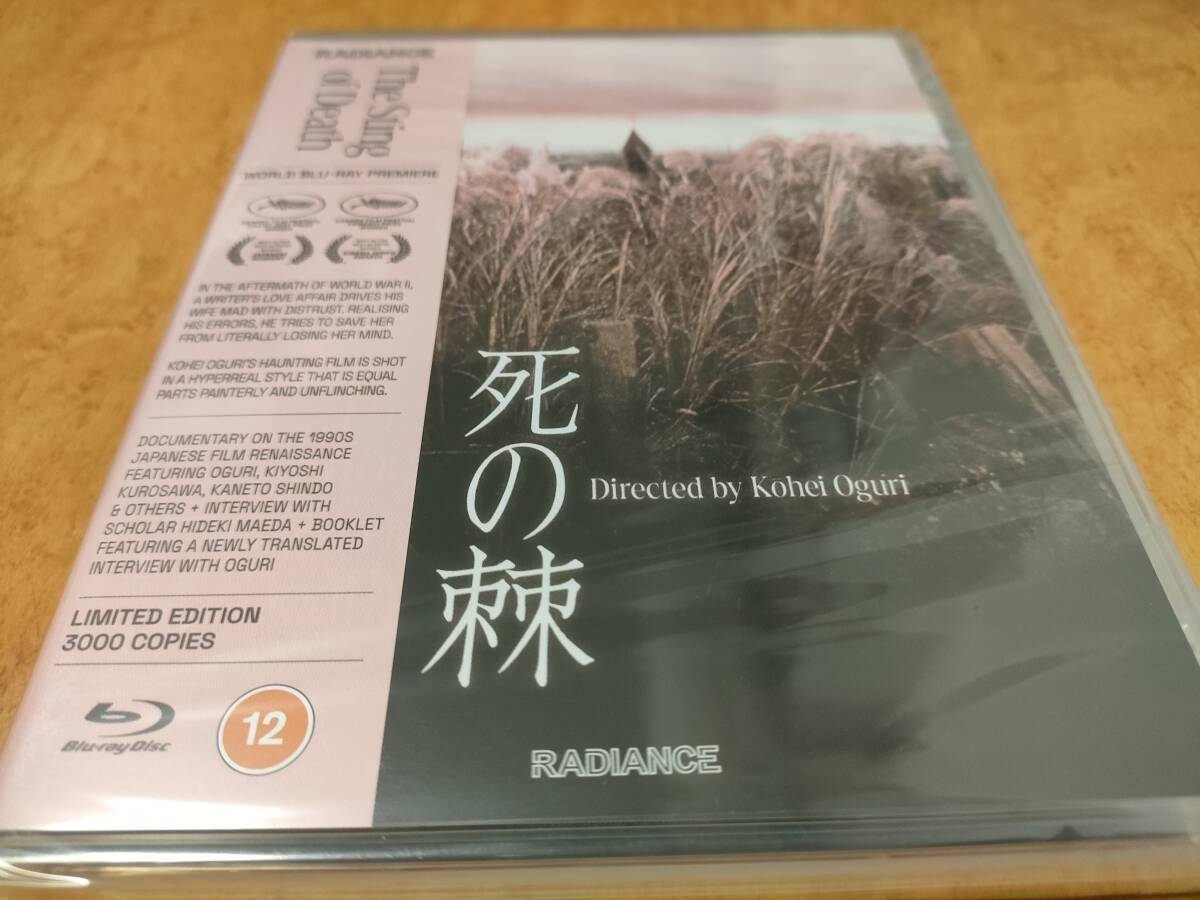 RADIANCE
The Sting
of Death
WORLD BLU-RAY PREMIERE
IN THE AFTERMATH OF WORLD WAR II,
A WRITER'S LOVE AFFAIR DRIVES HIS
WIFE MAD WITH DISTRUST. REALISING
HIS ERRORS, HE TRIES TO SAVE HER
FROM LITERALLY LOSING HER MIND.
KOHEI OGURI'S HAUNTING FILM IS SHOT
IN A HYPERREAL STYLE THAT IS EQUAL
PARTS PAINTERLY AND UNFLINCHING.
DOCUMENTARY ON THE 1990S
JAPANESE FILM RENAISSANCE
FEATURING OGURI, KIYOSHI
KUROSAWA, KANETO SHINDO
& OTHERS + INTERVIEW WITH
SCHOLAR HIDEKI MAEDA + BOOKLET
FEATURING A NEWLY TRANSLATED
INTERVIEW WITH OGURI
LIMITED EDITION
3000 COPIES
Blu-ray Disc
12
死の棘
Directed by Kōhei Oguri
RADIANCE